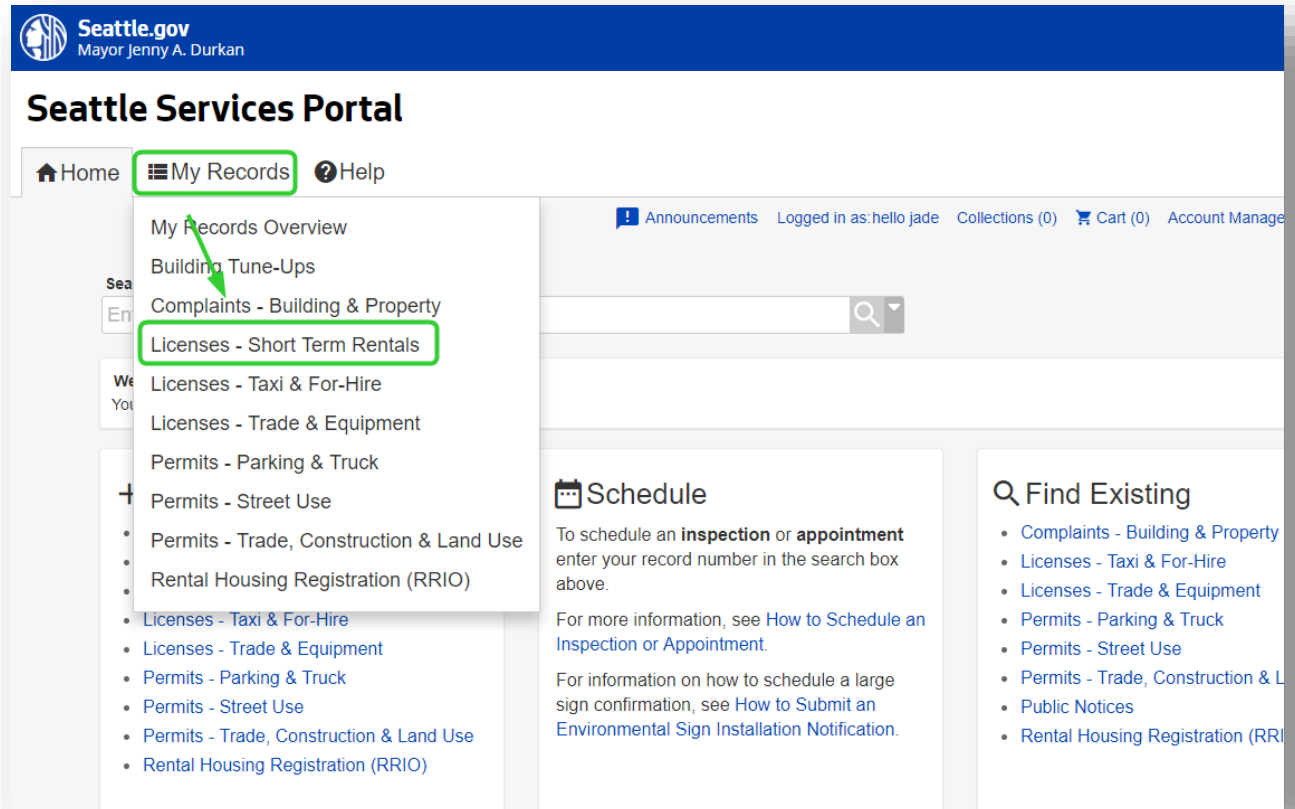 Seattle.gov
Mayor Jenny A. Durkan
Seattle Services Portal
Home My Records Help
Announcements Logged in as:hello jade Collections (0) Cart (0) Account Manage
My Records Overview
Building Tune-Ups
Complaints - Building & Property
Licenses - Short Term Rentals
Licenses - Taxi & For-Hire
Licenses - Trade & Equipment
Permits - Parking & Truck
Permits - Street Use
Permits - Trade, Construction & Land Use
Rental Housing Registration (RRIO)
Sea
En
We
You
Licenses - Taxi & For-Hire
Licenses - Trade & Equipment
Permits - Parking & Truck
Permits - Street Use
Permits - Trade, Construction & Land Use
Rental Housing Registration (RRIO)
Schedule
To schedule an inspection or appointment
enter your record number in the search box
above.
For more information, see How to Schedule an
Inspection or Appointment.
For information on how to schedule a large
sign confirmation, see How to Submit an
Environmental Sign Installation Notification.
Find Existing
Complaints - Building & Property
Licenses - Taxi & For-Hire
Licenses - Trade & Equipment
Permits - Parking & Truck
Permits - Street Use
Permits - Trade, Construction & L
Public Notices
Rental Housing Registration (RRI